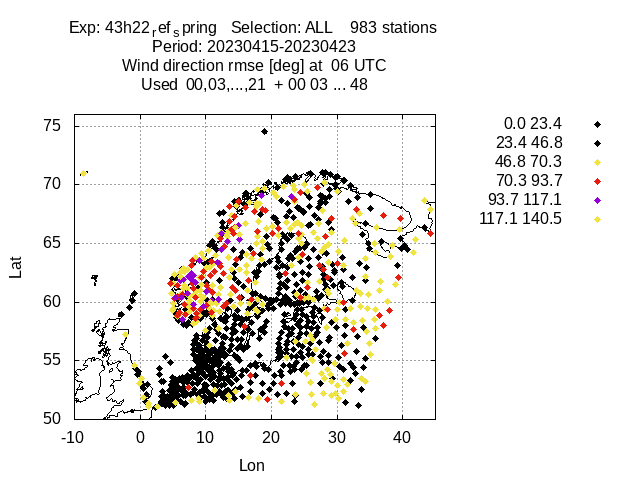 Exp: 43h22refspring   Selection: ALL    983 stations
Period: 20230415-20230423
Wind direction rmse [deg] at  06 UTC
Used  00,03,...,21  + 00 03 ... 48
0.0 23.4
23.4 46.8
46.8 70.3
70.3 93.7
93.7 117.1
117.1 140.5
75
70
65
60
55
50
Lat
-10 0 10 20 30 40
Lon